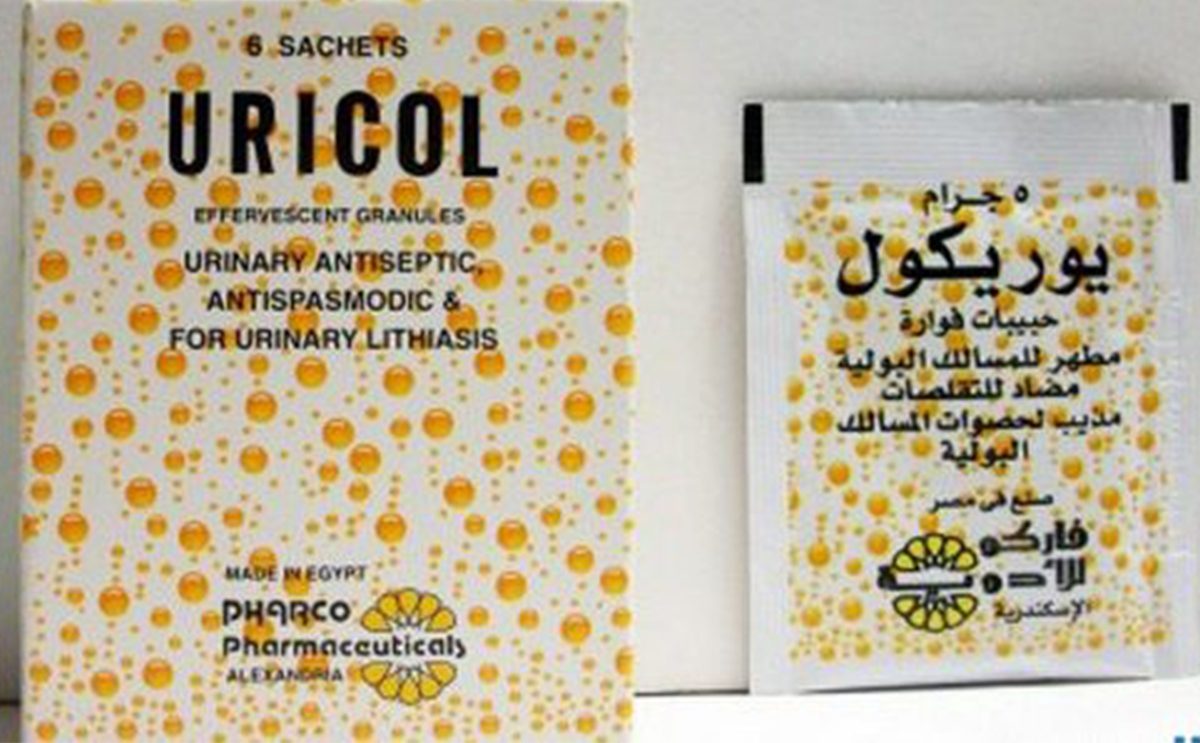 6 SACHETS
URICOL
EFFERVESCENT GRANULES
URINARY ANTISEPTIC,
ANTISPASMODIC &
FOR URINARY LITHIASIS
MADE IN EGYPT
PHARCO
Pharmaceuticals
ALEXANDRIA
٥ جرام
يوريكول
حبيبات فوارة
مطهر للمسالك البولية
مضاد للتقلصات
مذيب لحصوات المسالك
البولية
صنع فى مصر
فاركو
للأدوية
الإسكندرية